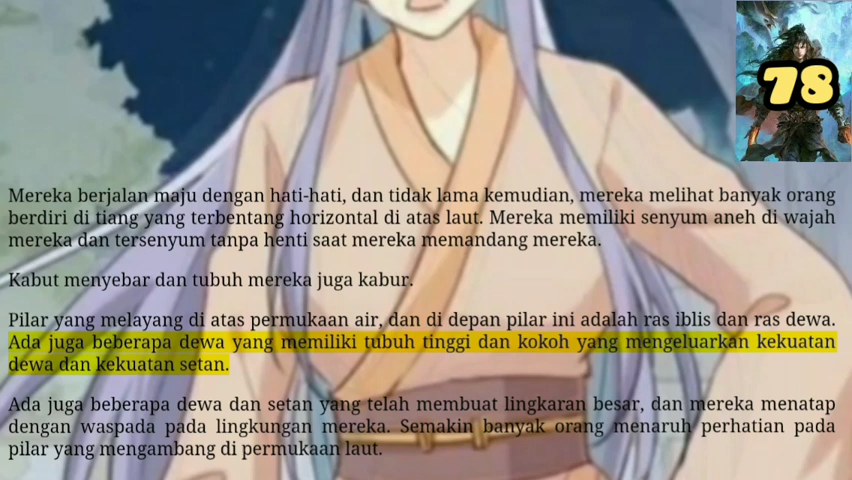 78
Mereka berjalan maju dengan hati-hati, dan tidak lama kemudian, mereka melihat banyak orang
berdiri di tiang yang terbentang horizontal di atas laut. Mereka memiliki senyum aneh di wajah
mereka dan tersenyum tanpa henti saat mereka memandang mereka.
Kabut menyebar dan tubuh mereka juga kabur.
Pilar yang melayang di atas permukaan air, dan di depan pilar ini adalah ras iblis dan ras dewa.
Ada juga beberapa dewa yang memiliki tubuh tinggi dan kokoh yang mengeluarkan kekuatan
dewa dan kekuatan setan.
Ada juga beberapa dewa dan setan yang telah membuat lingkaran besar, dan mereka menatap
dengan waspada pada lingkungan mereka. Semakin banyak orang menaruh perhatian pada
pilar yang mengambang di permukaan laut.